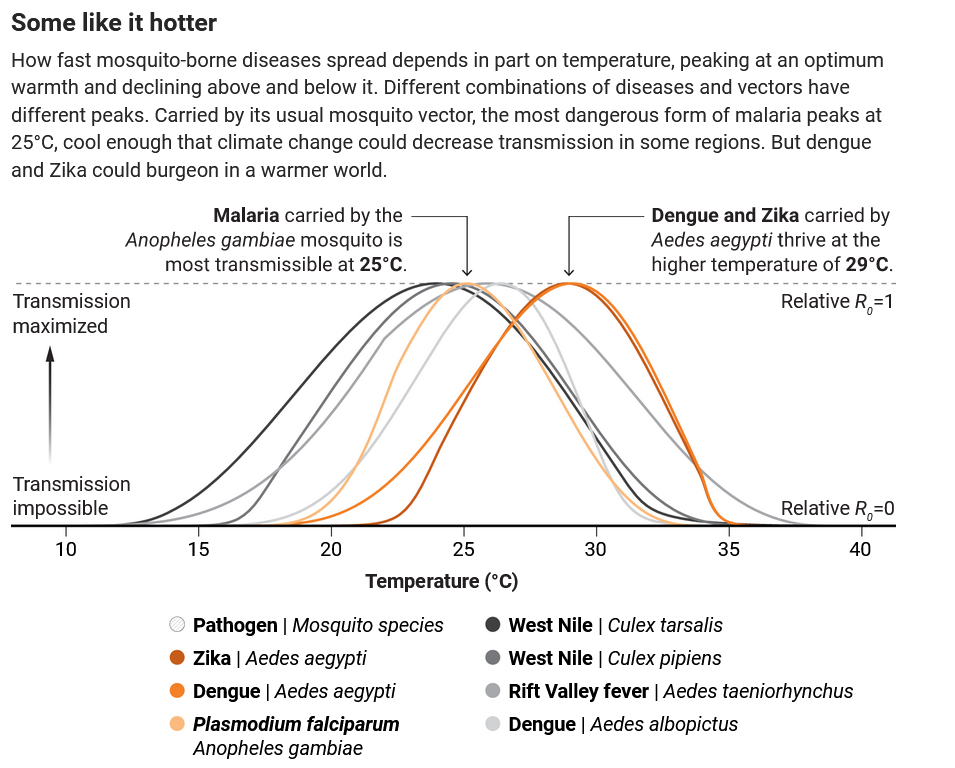 Some like it hotter
How fast mosquito-borne diseases spread depends in part on temperature, peaking at an optimum
warmth and declining above and below it. Different combinations of diseases and vectors have
different peaks. Carried by its usual mosquito vector, the most dangerous form of malaria peaks at
25°C, cool enough that climate change could decrease transmission in some regions. But dengue
and Zika could burgeon in a warmer world.
Malaria carried by the
Anopheles gambiae mosquito is
most transmissible at 25°C.
Dengue and Zika carried by
Aedes aegypti thrive at the
higher temperature of 29°C.
Transmission
maximized
Relative R0=1
Transmission
impossible
Relative R0=0
10 15 20 25 30 35 40
Temperature (°C)
Pathogen | Mosquito species
Zika | Aedes aegypti
Dengue | Aedes aegypti
Plasmodium falciparum
Anopheles gambiae
West Nile | Culex tarsalis
West Nile | Culex pipiens
Rift Valley fever | Aedes taeniorhynchus
Dengue | Aedes albopictus